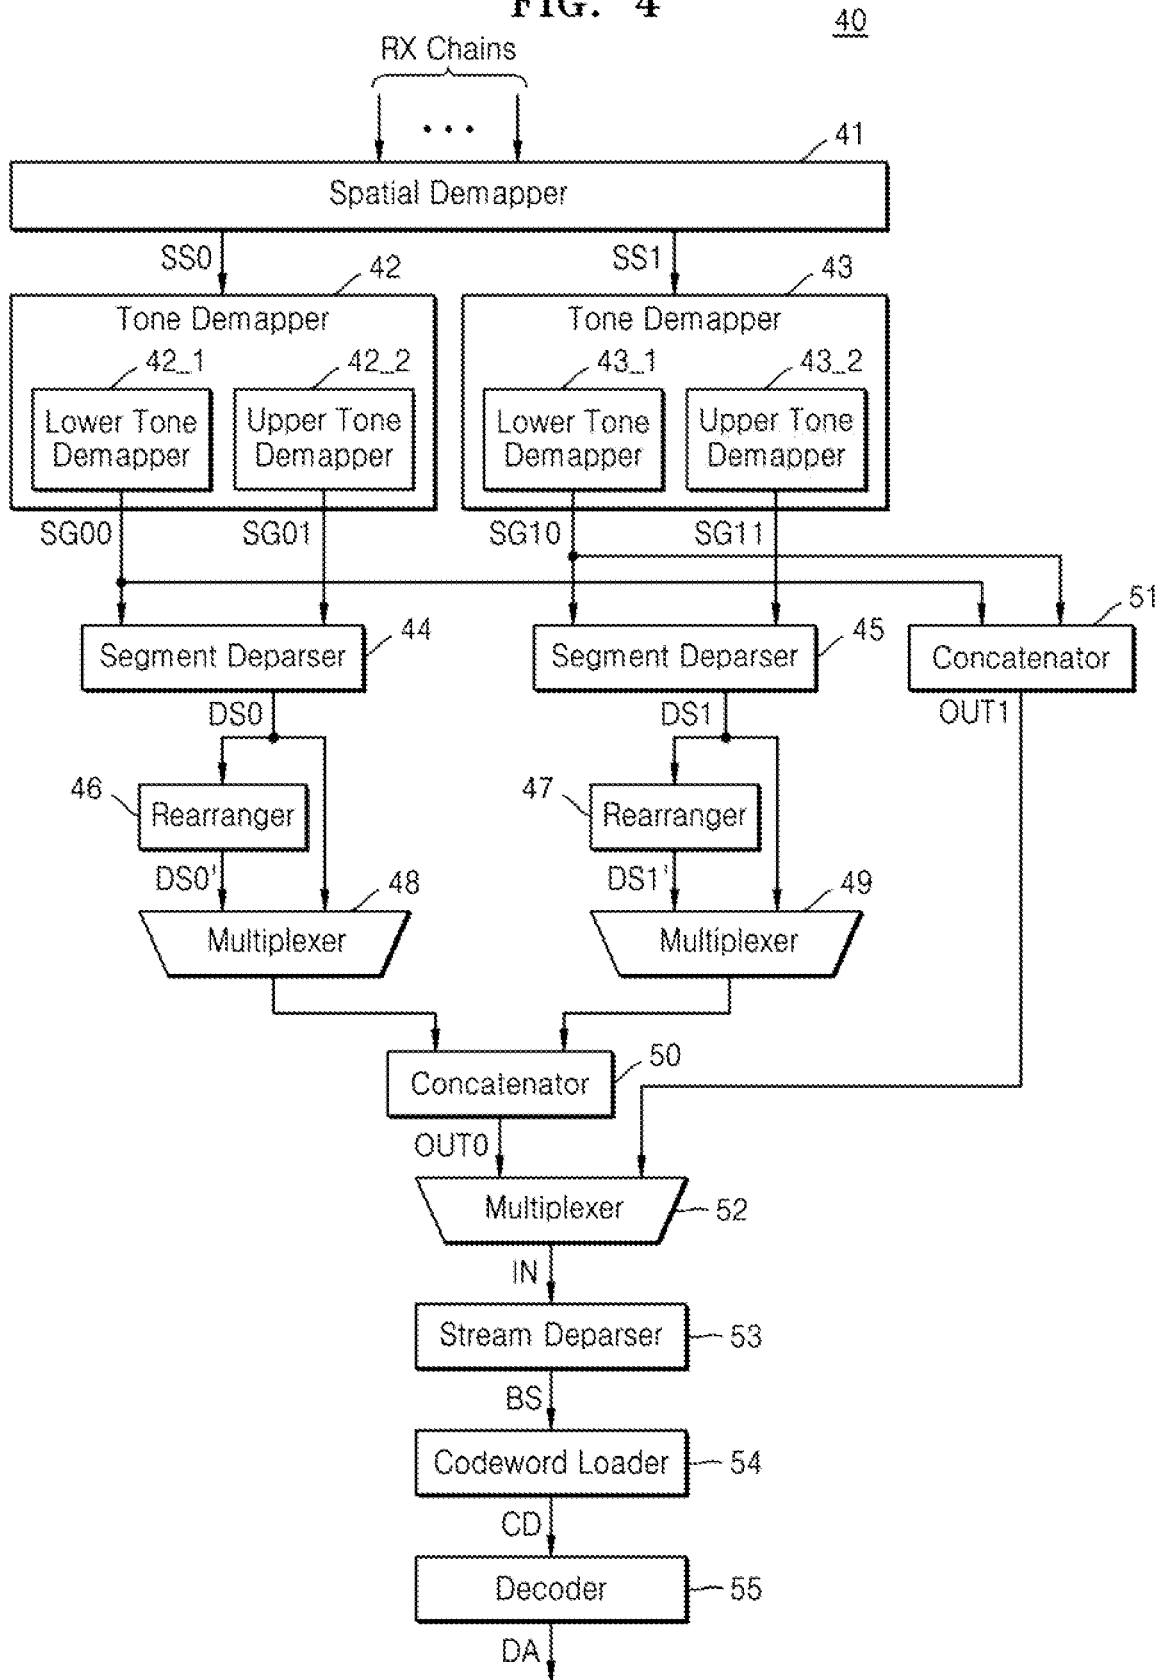 FIG. 4
40
RX Chains
41
Spatial Demapper
SS0
SS1
42
43
Tone Demapper
Tone Demapper
42_1
42_2
43_1
43_2
Lower Tone
Demapper
Upper Tone
Demapper
Lower Tone
Demapper
Upper Tone
Demapper
SG00
SG01
SG10
SG11
44
45
51
Segment Deparser
Segment Deparser
Concatenator
DS0
DS1
OUT1
46
47
Rearranger
Rearranger
DS0'
DS1'
48
49
Multiplexer
Multiplexer
50
Concatenator
OUT0
Multiplexer
52
IN
Stream Deparser
53
BS
Codeword Loader
54
CD
Decoder
55
DA